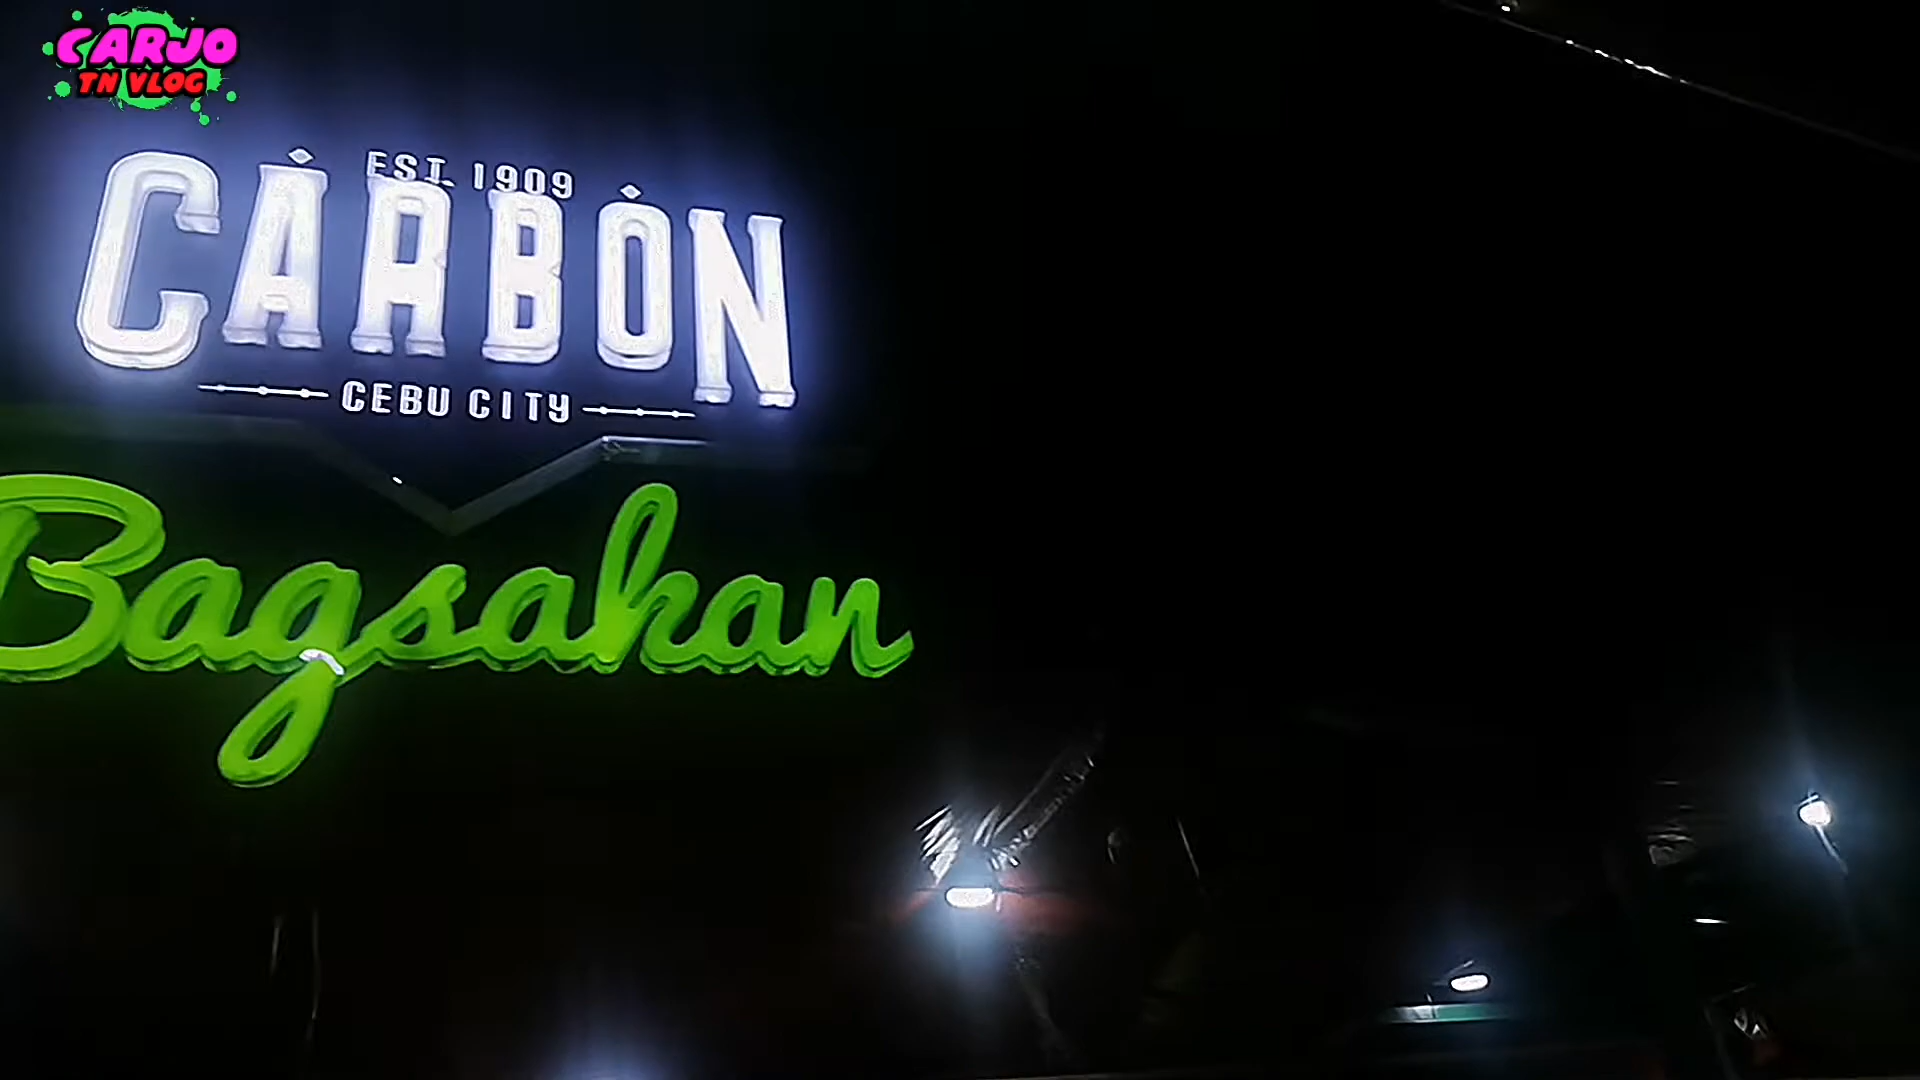 CARJO
TN VLOG
EST. 1909
CARBON
CEBU CITY
Bagsakan